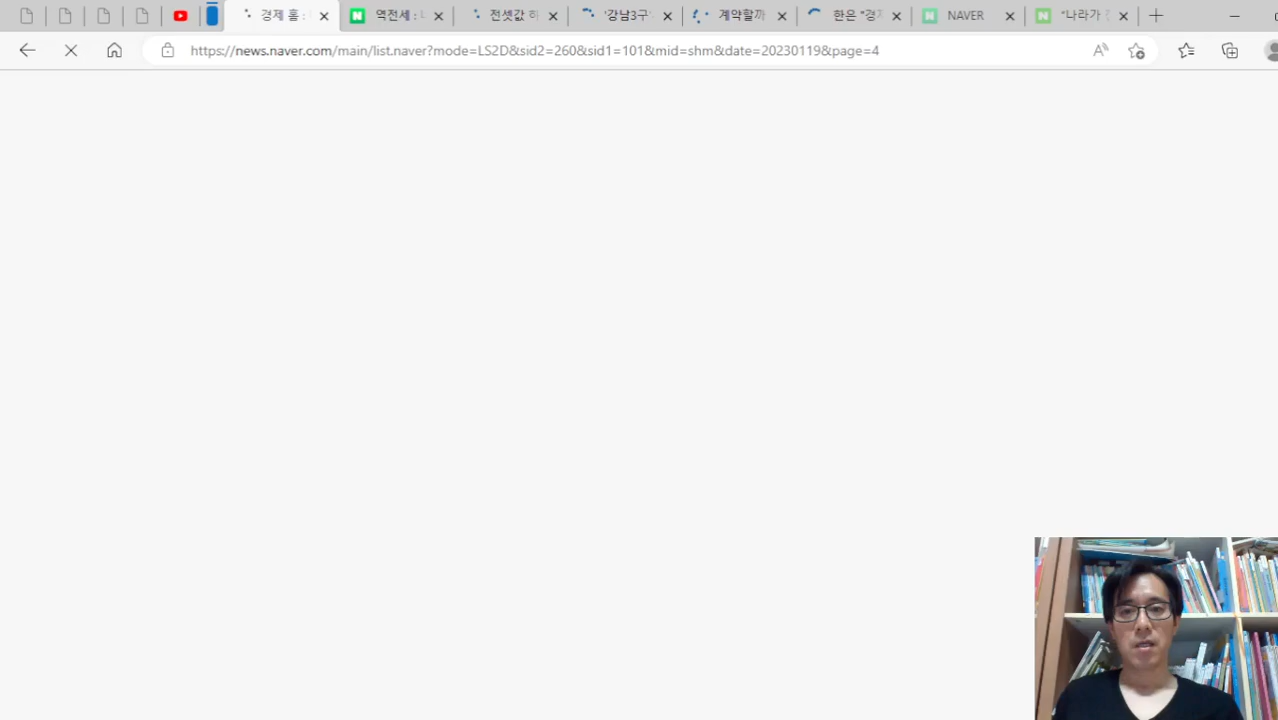 경제 홀 : 역전세 : 전셋값 하 '강남3구' 계약할까 한은 "경기 NAVER "나라가
https://news.naver.com/main/list.naver?mode=LS2D&sid2=260&sid1=101&mid=shm&date=20230119&page=4